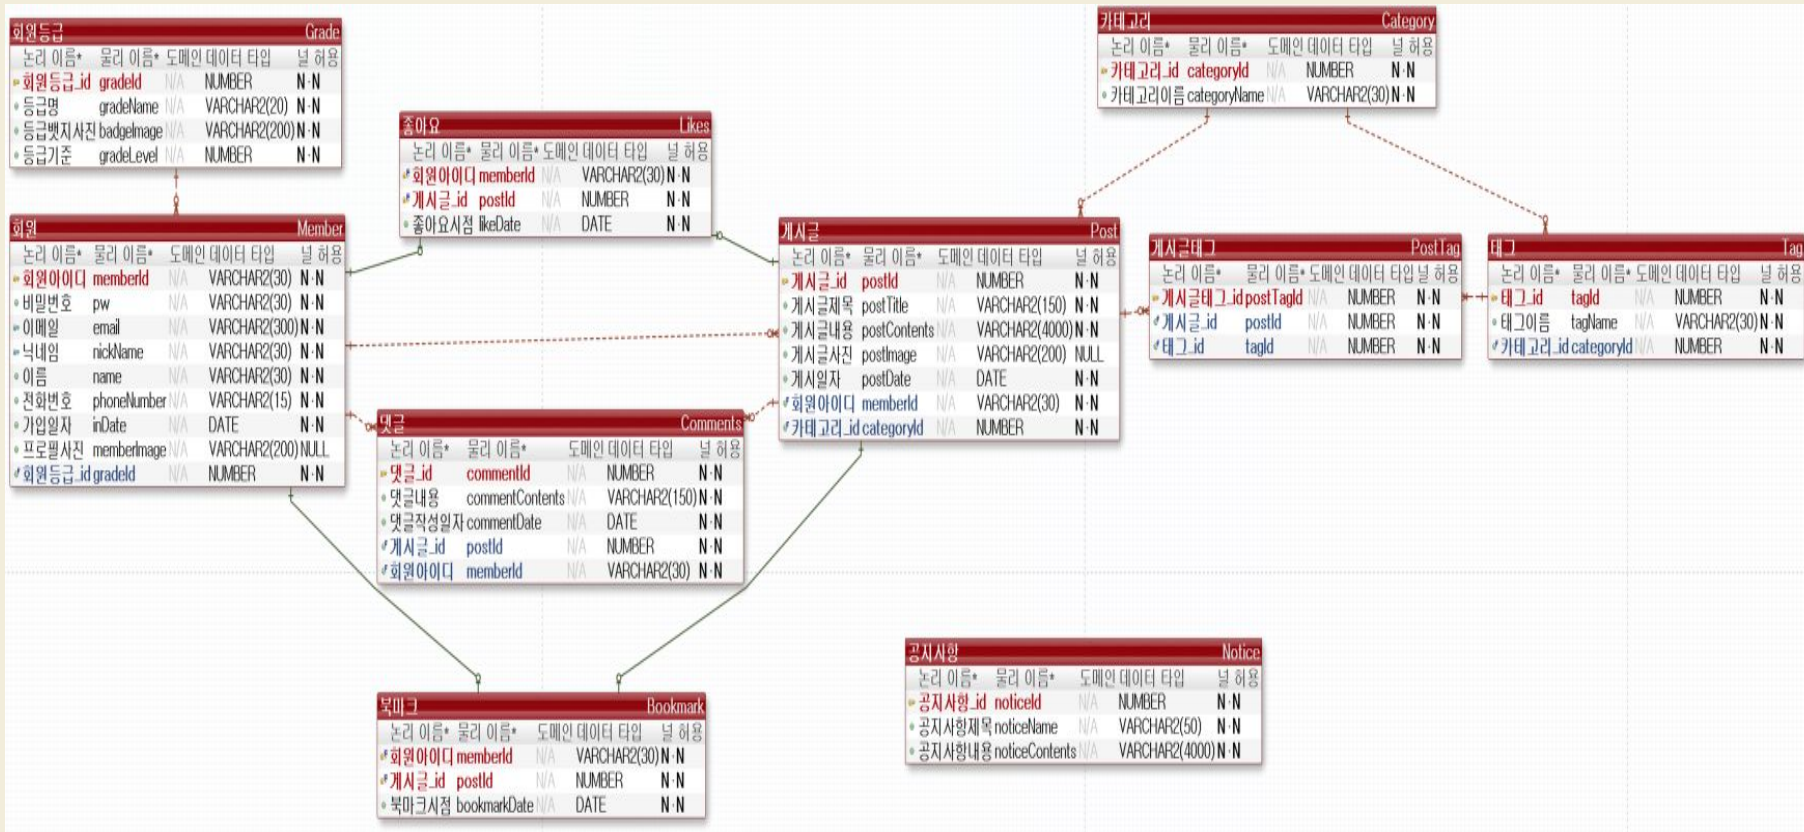 회원등급 Grade
논리 이름* 물리 이름* 도메인 데이터 타입 널 허용
회원등급_id gradeId N/A NUMBER N·N
등급명 gradeName N/A VARCHAR2(20) N·N
등급뱃지사진 badgeImage N/A VARCHAR2(200) N·N
등급기준 gradeLevel N/A NUMBER N·N
좋아요 Likes
논리 이름* 물리 이름* 도메인 데이터 타입 널 허용
회원아이디 memberId N/A VARCHAR2(30) N·N
게시글_id postId N/A NUMBER N·N
좋아요시점 likeDate N/A DATE N·N
카테고리 Category
논리 이름* 물리 이름* 도메인 데이터 타입 널 허용
카테고리_id categoryId N/A NUMBER N·N
카테고리이름 categoryName N/A VARCHAR2(30) N·N
회원 Member
논리 이름* 물리 이름* 도메인 데이터 타입 널 허용
회원아이디 memberId N/A VARCHAR2(30) N·N
비밀번호 pw N/A VARCHAR2(30) N·N
이메일 email N/A VARCHAR2(300) N·N
닉네임 nickName N/A VARCHAR2(30) N·N
이름 name N/A VARCHAR2(30) N·N
전화번호 phoneNumber N/A VARCHAR2(15) N·N
가입일자 inDate N/A DATE N·N
프로필사진 memberImage N/A VARCHAR2(200) NULL
회원등급_id gradeId N/A NUMBER N·N
게시글 Post
논리 이름* 물리 이름* 도메인 데이터 타입 널 허용
게시글_id postId N/A NUMBER N·N
게시글제목 postTitle N/A VARCHAR2(150) N·N
게시글내용 postContents N/A VARCHAR2(4000) N·N
게시글사진 postImage N/A VARCHAR2(200) NULL
게시일자 postDate N/A DATE N·N
회원아이디 memberId N/A VARCHAR2(30) N·N
카테고리_id categoryId N/A NUMBER N·N
게시글태그 PostTag
논리 이름* 물리 이름* 도메인 데이터 타입 널 허용
게시글태그_id postTagId N/A NUMBER N·N
게시글_id postId N/A NUMBER N·N
태그_id tagId N/A NUMBER N·N
태그 Tag
논리 이름* 물리 이름* 도메인 데이터 타입 널 허용
태그_id tagId N/A NUMBER N·N
태그이름 tagName N/A VARCHAR2(30) N·N
카테고리_id categoryId N/A NUMBER N·N
댓글 Comments
논리 이름* 물리 이름* 도메인 데이터 타입 널 허용
댓글_id commentId N/A NUMBER N·N
댓글내용 commentContents N/A VARCHAR2(150) N·N
댓글작성일자 commentDate N/A DATE N·N
게시글_id postId N/A NUMBER N·N
회원아이디 memberId N/A VARCHAR2(30) N·N
북마크 Bookmark
논리 이름* 물리 이름* 도메인 데이터 타입 널 허용
회원아이디 memberId N/A VARCHAR2(30) N·N
게시글_id postId N/A NUMBER N·N
북마크시점 bookmarkDate N/A DATE N·N
공지사항 Notice
논리 이름* 물리 이름* 도메인 데이터 타입 널 허용
공지사항_id noticeId N/A NUMBER N·N
공지사항제목 noticeName N/A VARCHAR2(50) N·N
공지사항내용 noticeContents N/A VARCHAR2(4000) N·N